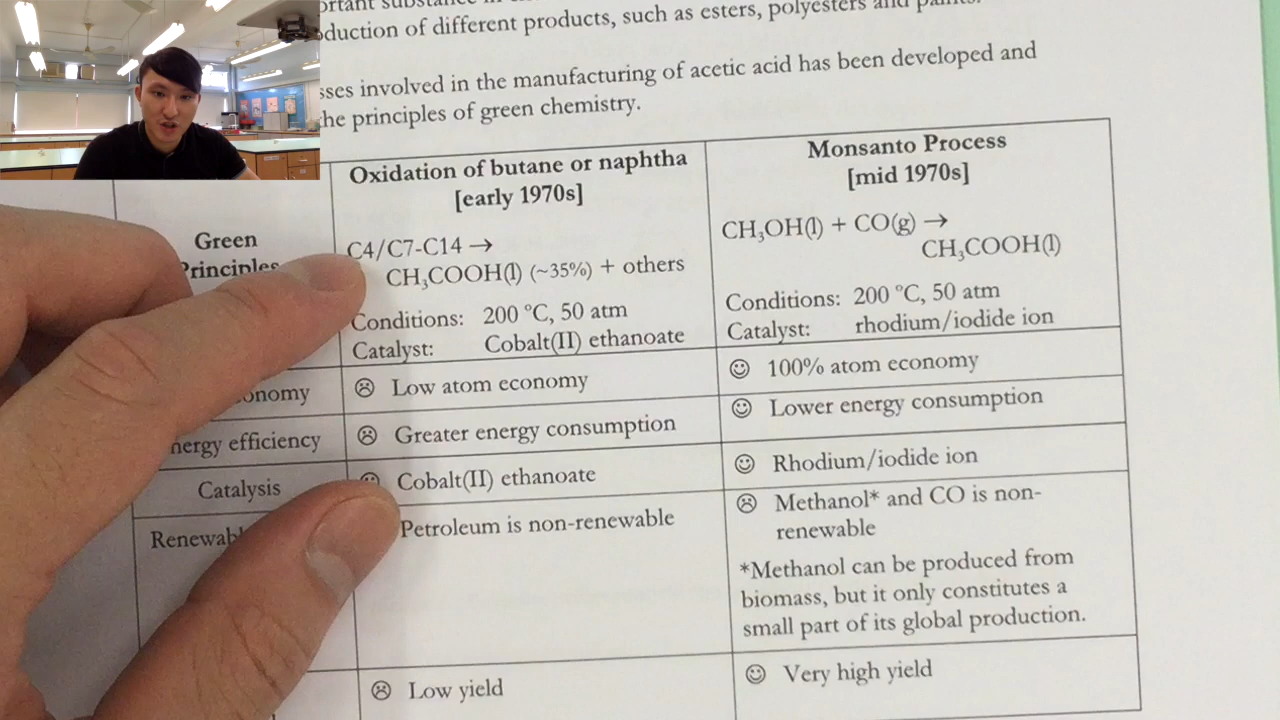 oduction of different products, such as esters, polyesters and paints.
sses involved in the manufacturing of acetic acid has been developed and
he principles of green chemistry.
Green
Principles
Oxidation of butane or naphtha
[early 1970s]
C4/C7-C14 →
CH₃COOH(l) (~35%) + others
Conditions: 200 °C, 50 atm
Catalyst: Cobalt(II) ethanoate
Monsanto Process
[mid 1970s]
CH₃OH(l) + CO(g) →
CH₃COOH(l)
Conditions: 200 °C, 50 atm
Catalyst: rhodium/iodide ion
onomy
☹ Low atom economy
☺ 100% atom economy
nergy efficiency
☹ Greater energy consumption
☺ Lower energy consumption
Catalysis
Cobalt(II) ethanoate
☺ Rhodium/iodide ion
Renewab
Petroleum is non-renewable
☹ Methanol* and CO is non-
renewable
*Methanol can be produced from
biomass, but it only constitutes a
small part of its global production.
☹ Low yield
☺ Very high yield